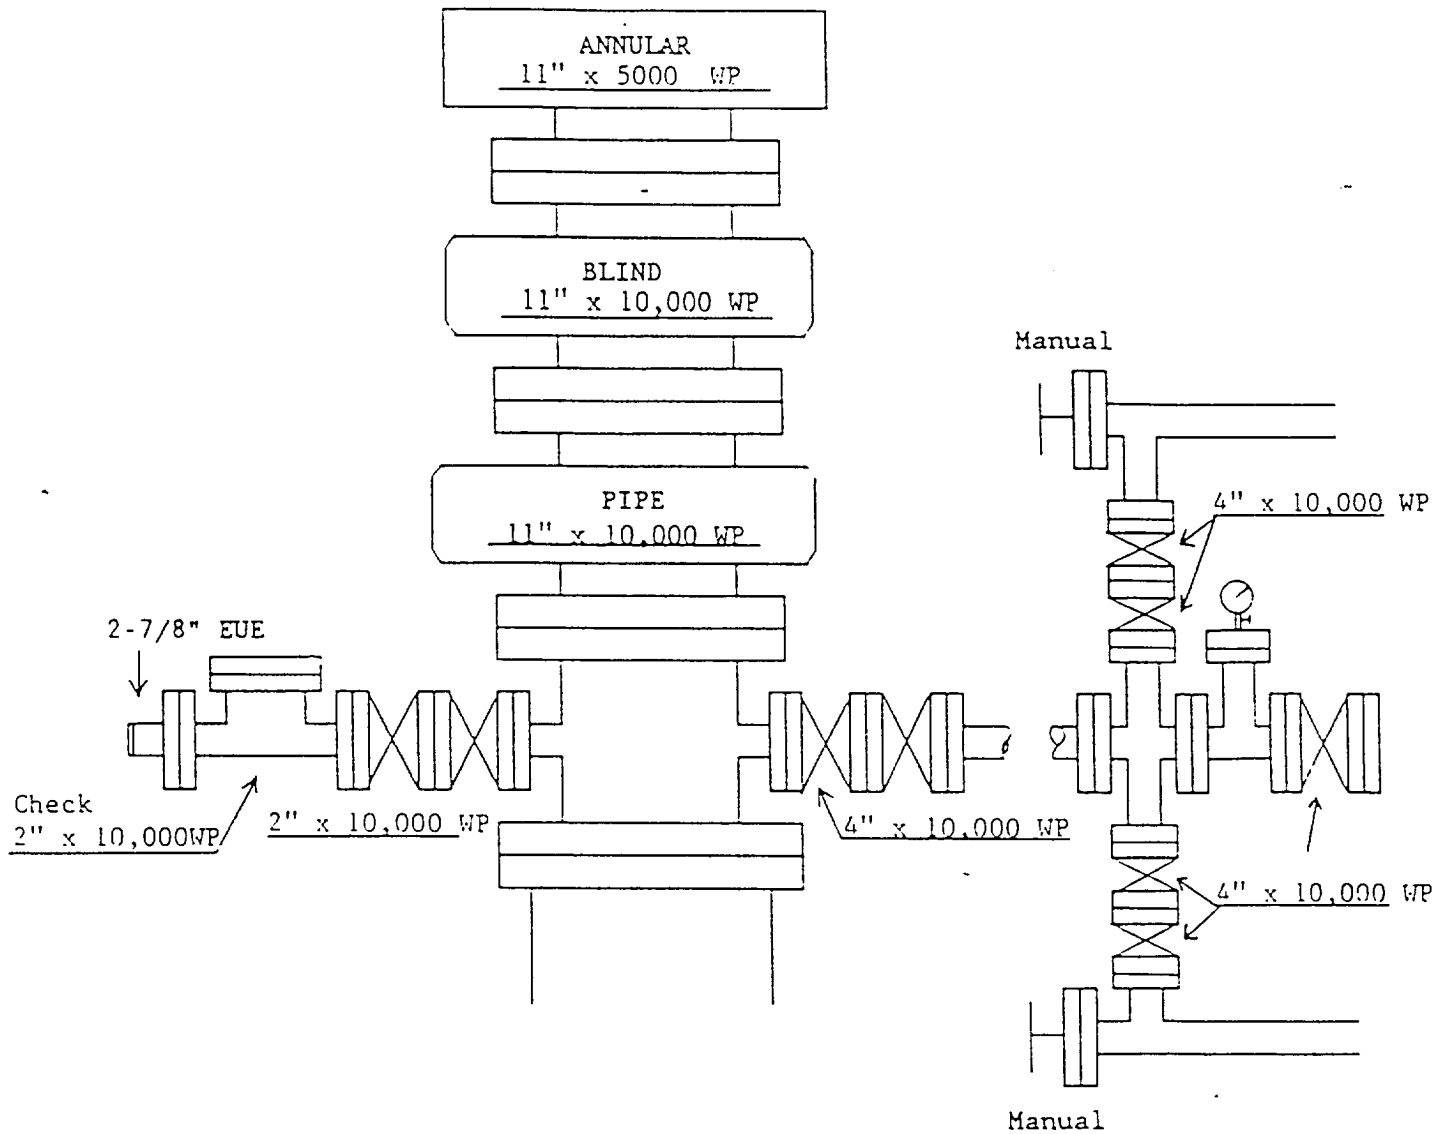 ANNULAR
11" x 5000 WP
BLIND
11" x 10,000 WP
Manual
PIPE
11" x 10,000 WP
4" x 10,000 WP
2-7/8" EUE
Check
2" x 10,000WP
2" x 10,000 WP
4" x 10,000 WP
4" x 10,000 WP
Manual